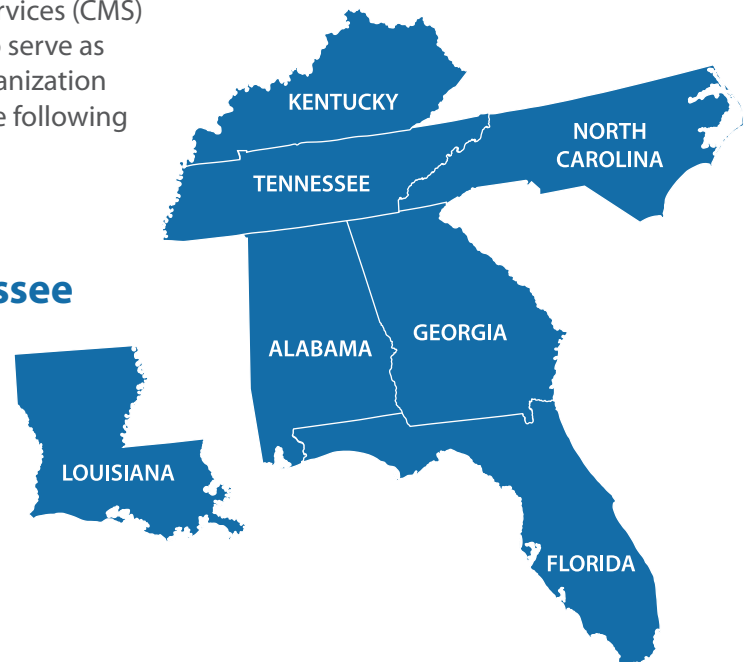 rvices (CMS)
serve as
anization
e following
ssee
KENTUCKY
NORTH
CAROLINA
TENNESSEE
GEORGIA
ALABAMA
LOUISIANA
FLORIDA